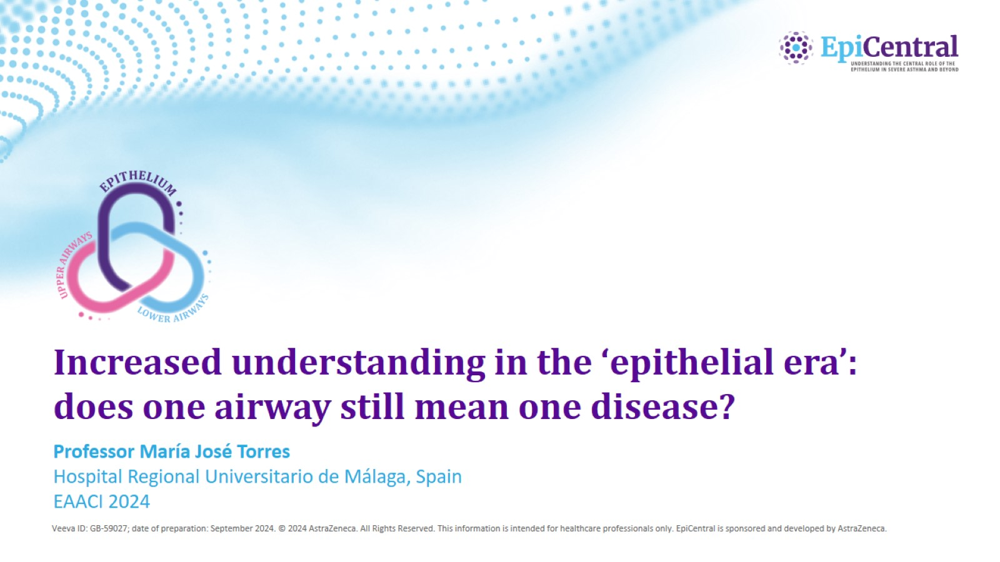 EpiCentral
UNDERSTANDING THE CENTRAL ROLE OF THE
EPITHELIUM IN SEVERE ASTHMA AND BEYOND
EPITHELIUM
UPPER AIRWAYS
LOWER AIRWAYS
Increased understanding in the ‘epithelial era’:
does one airway still mean one disease?
Professor María José Torres
Hospital Regional Universitario de Málaga, Spain
EAACI 2024
Veeva ID: GB-59027; date of preparation: September 2024. © 2024 AstraZeneca. All Rights Reserved. This information is intended for healthcare professionals only. EpiCentral is sponsored and developed by AstraZeneca.